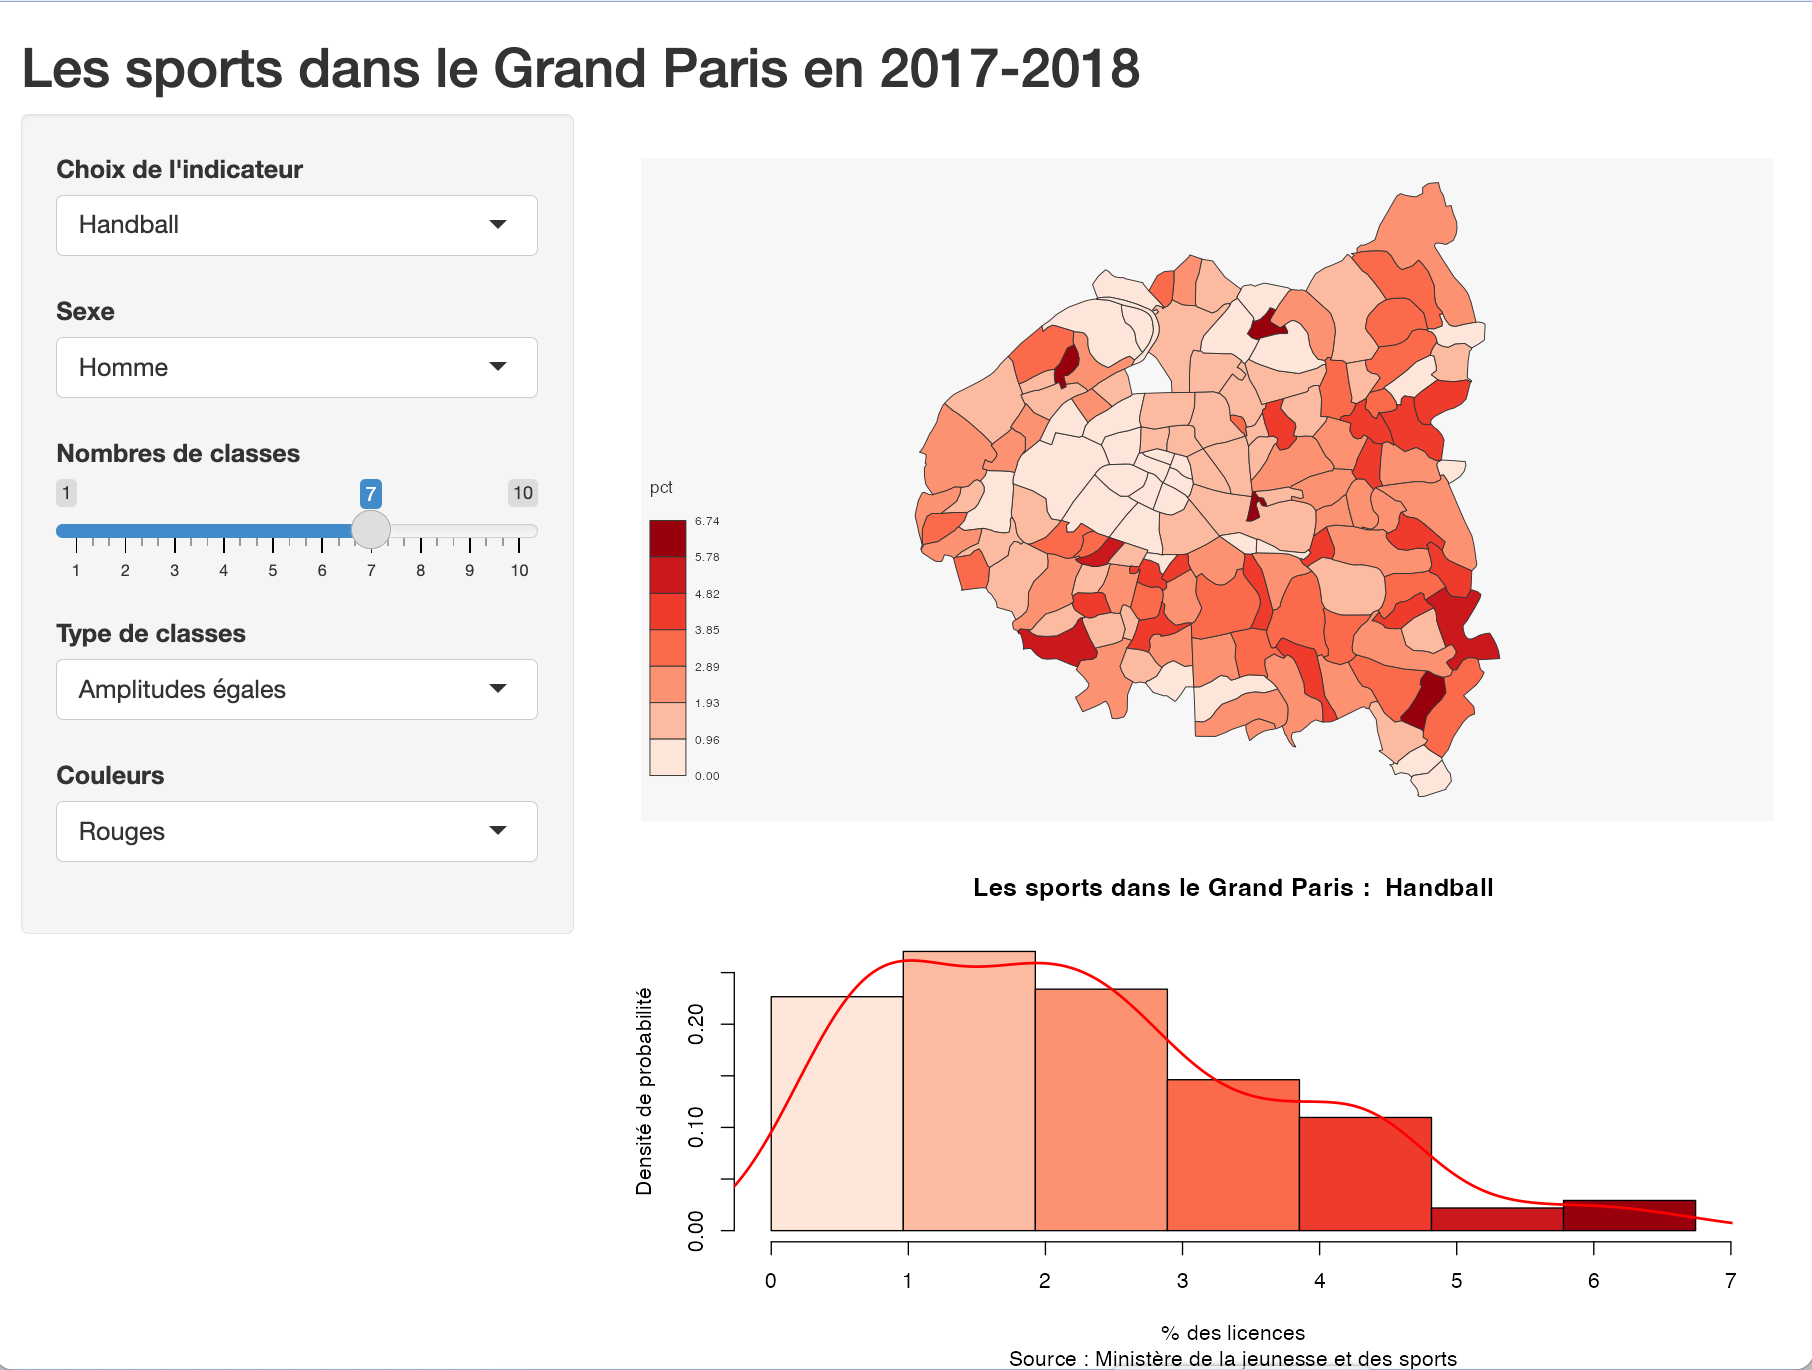 Les sports dans le Grand Paris en 2017-2018
Choix de l'indicateur
Handball
Sexe
Homme
Nombres de classes
1 7 10
1 2 3 4 5 6 7 8 9 10
Type de classes
Amplitudes égales
Couleurs
Rouges
pct
6.74
5.78
4.82
3.85
2.89
1.93
0.96
0.00
Les sports dans le Grand Paris : Handball
Densité de probabilité
0.20
0.10
0.00
0 1 2 3 4 5 6 7
% des licences
Source : Ministère de la jeunesse et des sports